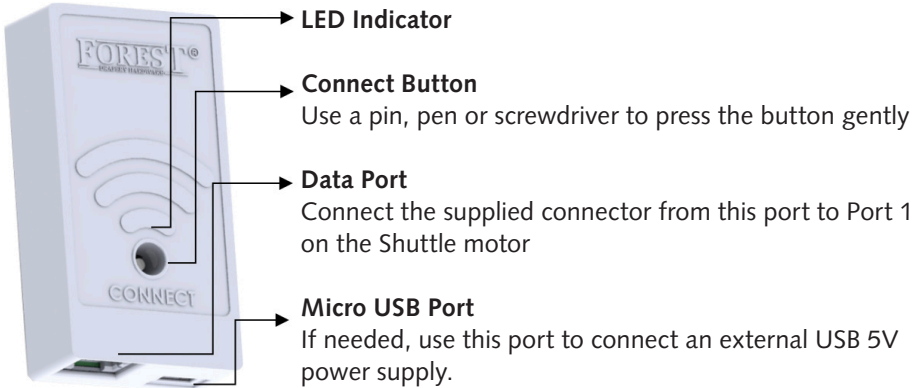 FOREST®
DRAPERY HARDWARE
CONNECT
LED Indicator
Connect Button
Use a pin, pen or screwdriver to press the button gently
Data Port
Connect the supplied connector from this port to Port 1
on the Shuttle motor
Micro USB Port
If needed, use this port to connect an external USB 5V
power supply.